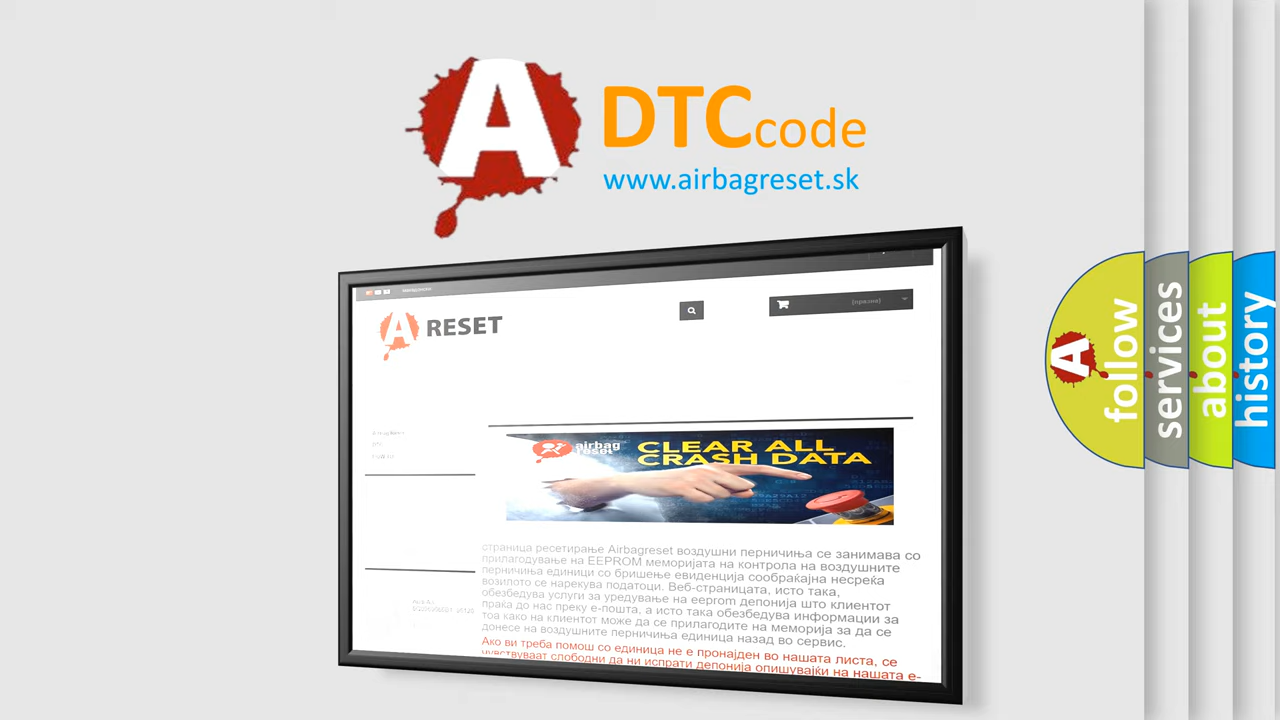 A DTC code
www.airbagreset.sk
A RESET
(празне)
DTC
airbag
reset
CLEAR ALL
CRASH DATA
страница ресетирање Airbagreset воздушни перничиња се занимава со
прилагодување на EEPROM меморијата на контрола на воздушните
перничиња единици со бришење евиденција сообраќајна несреќа
возилото се нарекува податоци. Веб-страницата, исто така,
обезбедува услуги за уредување на eeprom депонија што клиентот
праќа до нас преку е-пошта, а исто така обезбедува информации за
тоа како на клиентот може да се прилагодите на меморија за да се
донесе на воздушните перничиња единица назад во сервис.
Ако ви треба помош со единица не е пронајден во нашата листа, се
чувствуваат слободни да ни испрати депонија опишувајќи на нашата е-
A follow
services
about
history